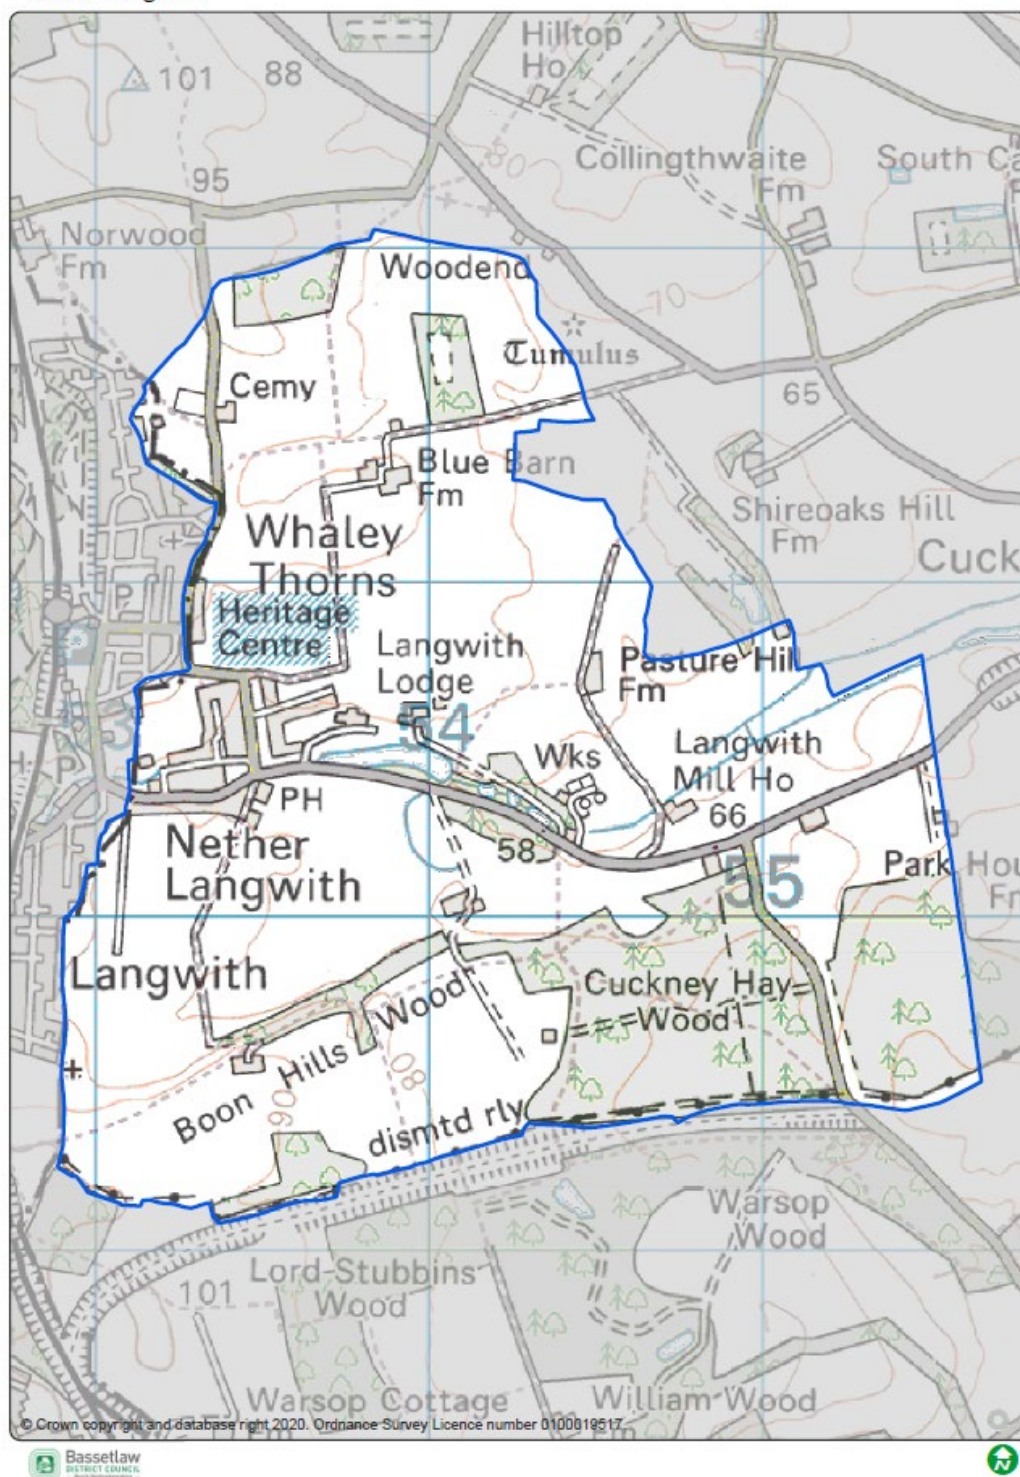 Hilltop
Ho
101
88
Collingthwaite
Fm
95
Norwood
Fm
Woodend
70
80
Tumulus
Cemy
65
Blue Barn
Fm
Shireoaks Hill
Fm
Whaley
Thorns
Cuck
Heritage
Centre
P
Langwith
Lodge
Pasture Hill
Fm
53
54
Wks
Langwith
Mill Ho
P
PH
66
58
Nether
Langwith
55
Park Hou
Fr
Langwith
Cuckney Hay
Wood
Boon Hills Wood
90
80
dismtd rly
Warsop
Wood
Lord Stubbins
Wood
101
Warsop Cottage
Fm
William Wood
© Crown copyright and database right 2020. Ordnance Survey Licence number 0100019517
Bassetlaw
DISTRICT COUNCIL
N